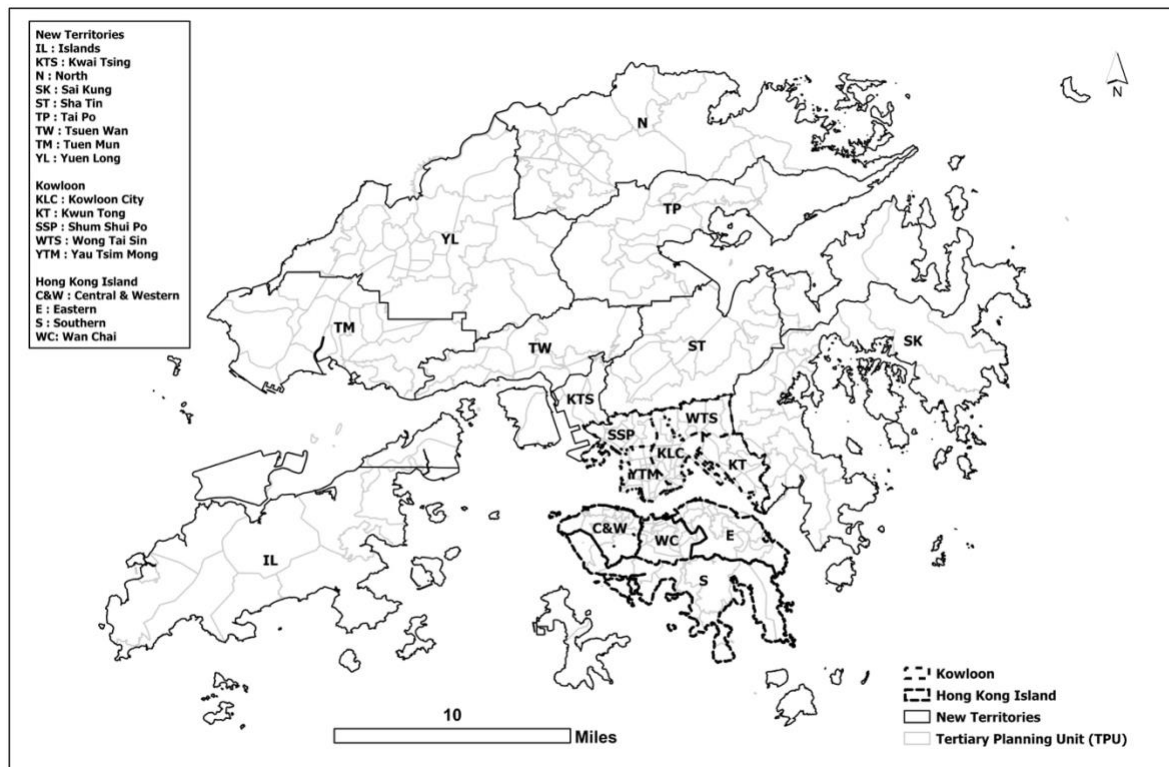 New Territories
IL : Islands
KTS : Kwai Tsing
N : North
SK : Sai Kung
ST : Sha Tin
TP : Tai Po
TW : Tsuen Wan
TM : Tuen Mun
YL : Yuen Long
Kowloon
KLC : Kowloon City
KT : Kwun Tong
SSP : Shum Shui Po
WTS : Wong Tai Sin
YTM : Yau Tsim Mong
Hong Kong Island
C&W : Central & Western
E : Eastern
S : Southern
WC: Wan Chai
N
N
TP
YL
TM
TW
ST
SK
KTS
WTS
SSP
KLC
KT
YTM
C&W
WC
E
IL
S
10
Miles
Kowloon
Hong Kong Island
New Territories
Tertiary Planning Unit (TPU)